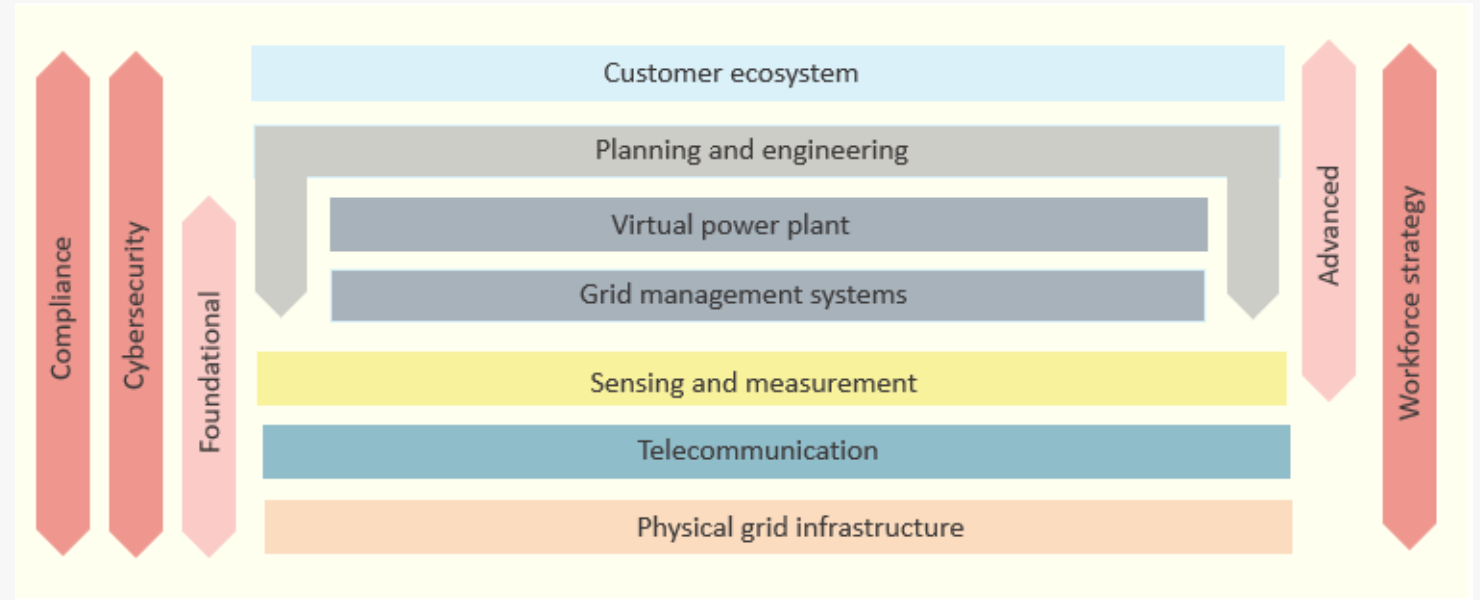 Customer ecosystem
Planning and engineering
Virtual power plant
Grid management systems
Sensing and measurement
Telecommunication
Physical grid infrastructure
Compliance
Cybersecurity
Foundational
Advanced
Workforce strategy